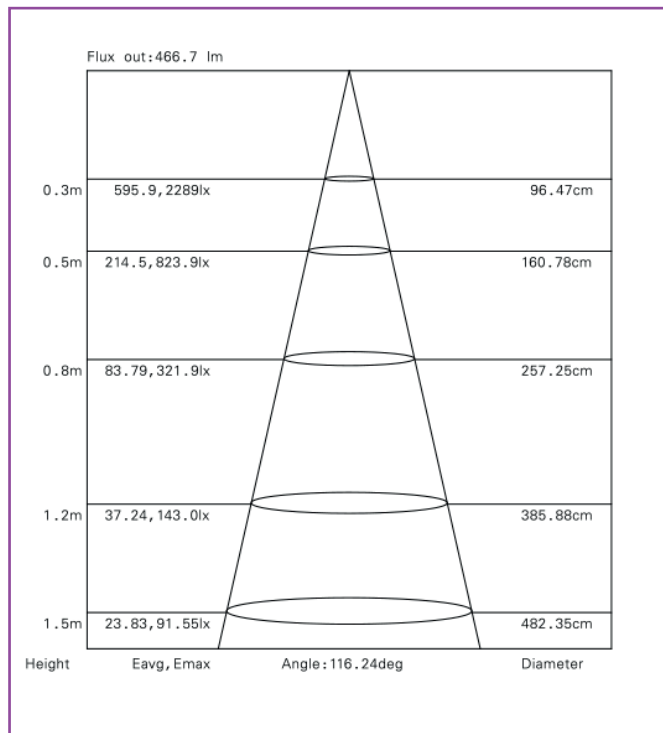 Flux out:466.7 lm
0.3m 595.9,2289lx 96.47cm
0.5m 214.5,823.9lx 160.78cm
0.8m 83.79,321.9lx 257.25cm
1.2m 37.24,143.0lx 385.88cm
1.5m 23.83,91.55lx 482.35cm
Height Eavg,Emax Angle:116.24deg Diameter